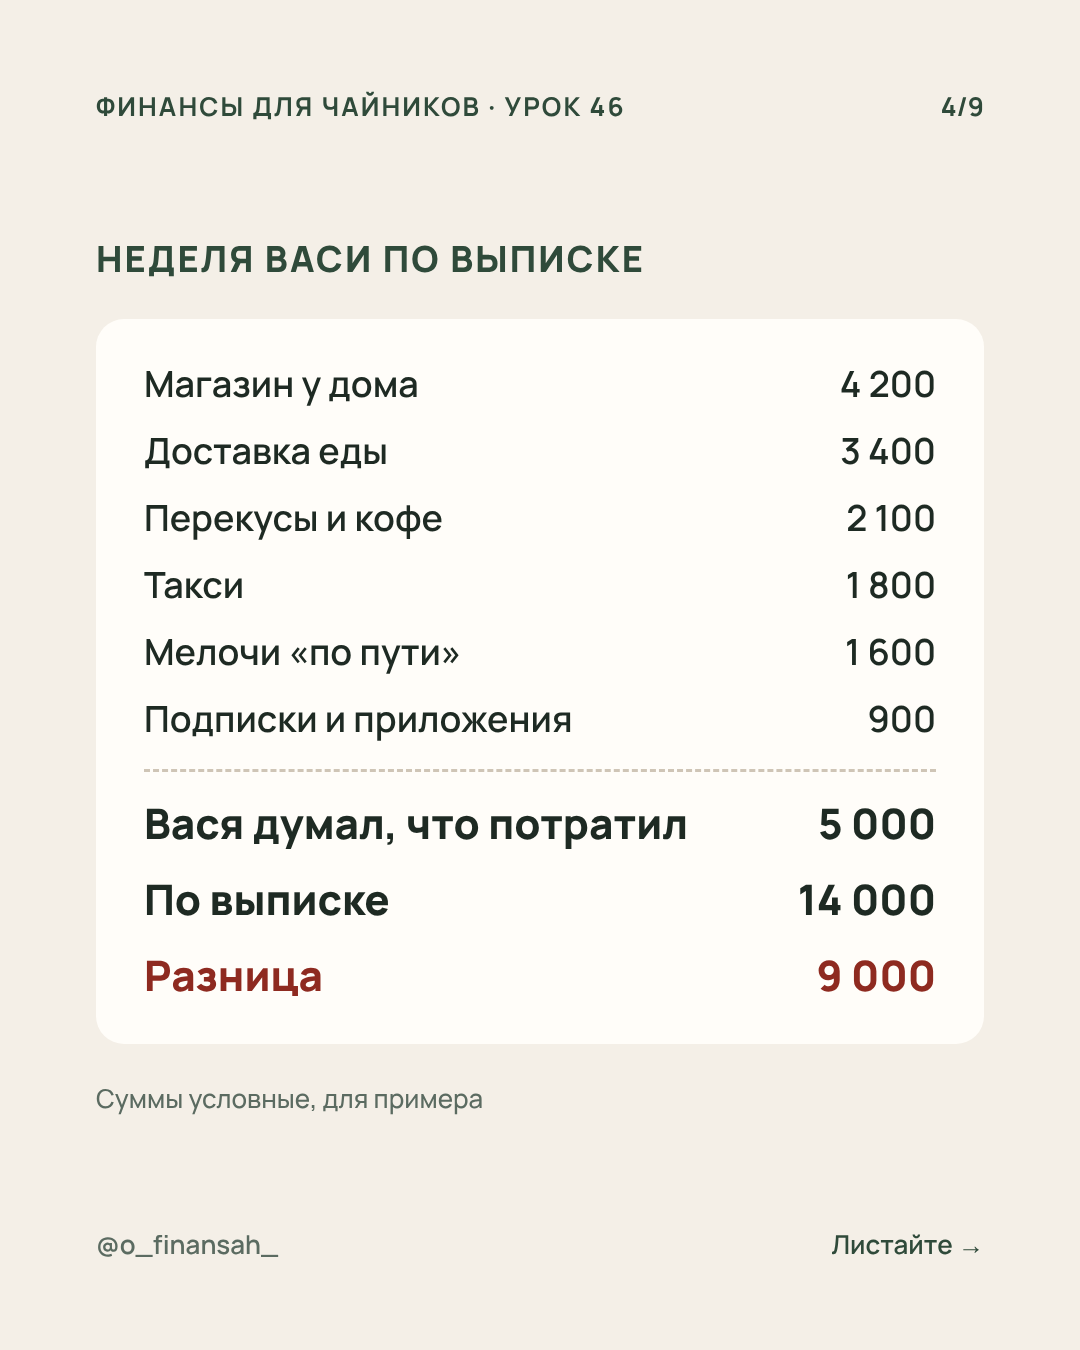 ФИНАНСЫ ДЛЯ ЧАЙНИКОВ · УРОК 46 4/9
НЕДЕЛЯ ВАСИ ПО ВЫПИСКЕ
Магазин у дома 4 200
Доставка еды 3 400
Перекусы и кофе 2 100
Такси 1 800
Мелочи «по пути» 1 600
Подписки и приложения 900
Вася думал, что потратил 5 000
По выписке 14 000
Разница 9 000
Суммы условные, для примера
@o_finansah_ Листайте →